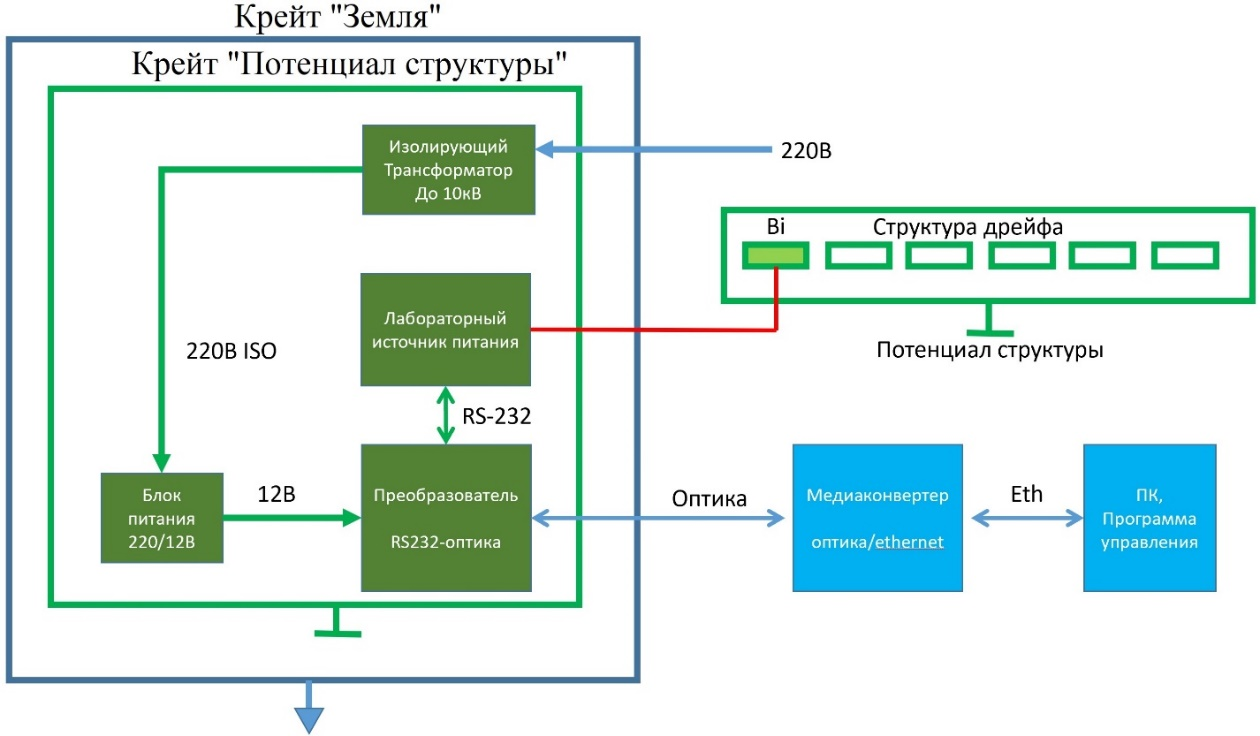 Крейт "Земля"
Крейт "Потенциал структуры"
Изолирующий
Трансформатор
До 10кВ
220В
Bi
Структура дрейфа
Лабораторный
источник питания
220В ISO
Потенциал структуры
RS-232
Блок
питания
220/12В
12В
Преобразователь
RS232-оптика
Оптика
Медиаконвертер
оптика/ethernet
Eth
ПК,
Программа
управления